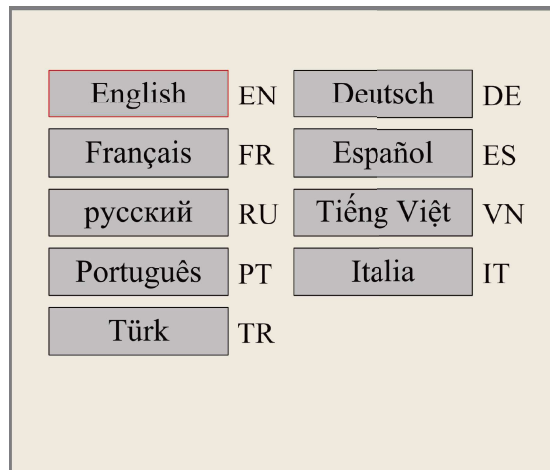 English EN Deutsch DE
Français FR Español ES
русский RU Tiếng Việt VN
Português PT Italia IT
Türk TR